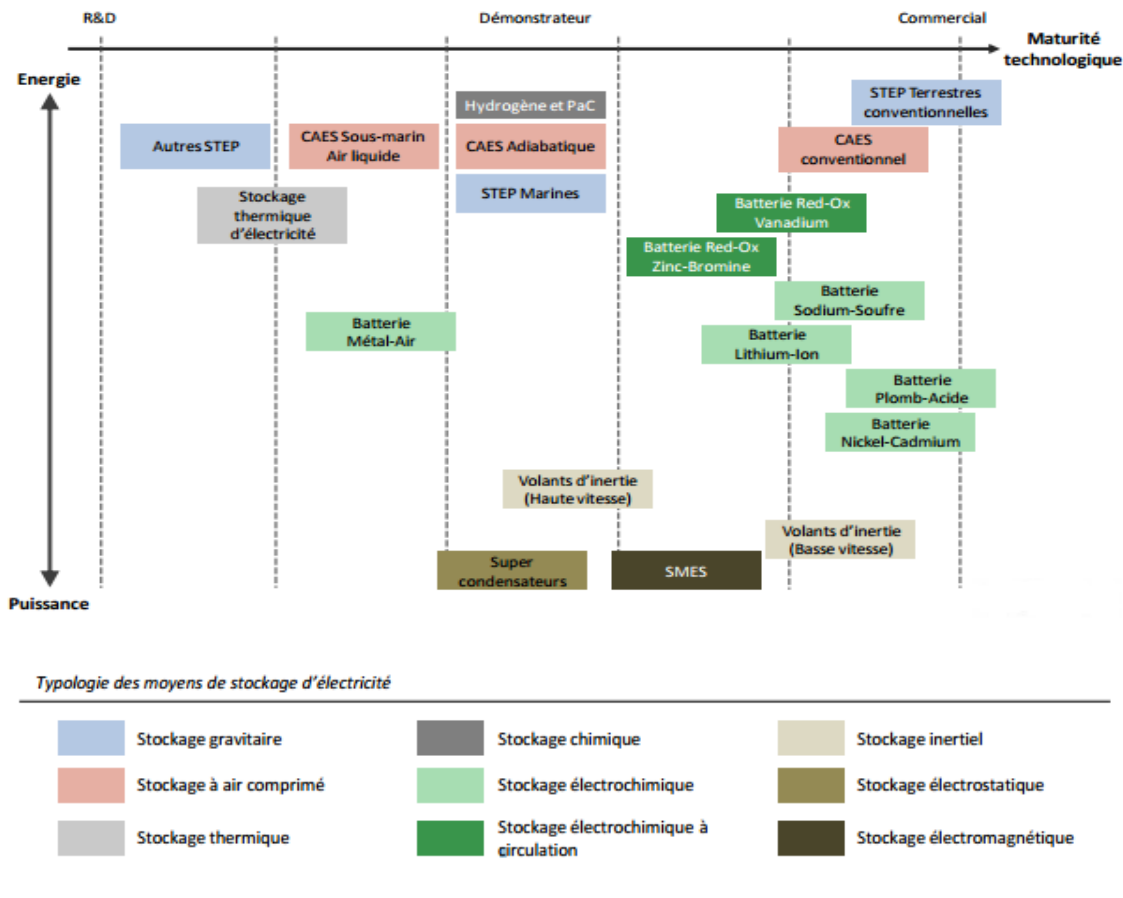 R&D
Démonstrateur
Commercial
Maturité
technologique
Energie
STEP Terrestres
conventionnelles
Hydrogène et PaC
Autres STEP
CAES Sous-marin
Air liquide
CAES Adiabatique
CAES
conventionnel
STEP Marines
Stockage
thermique
d'électricité
Batterie Red-Ox
Vanadium
Batterie Red-Ox
Zinc-Bromine
Batterie
Sodium-Soufre
Batterie
Métal-Air
Batterie
Lithium-Ion
Batterie
Plomb-Acide
Batterie
Nickel-Cadmium
Volants d'inertie
(Haute vitesse)
Volants d'inertie
(Basse vitesse)
Super
condensateurs
SMES
Puissance
Typologie des moyens de stockage d'électricité
Stockage gravitaire
Stockage chimique
Stockage inertiel
Stockage à air comprimé
Stockage électrochimique
Stockage électrostatique
Stockage thermique
Stockage électrochimique à
circulation
Stockage électromagnétique